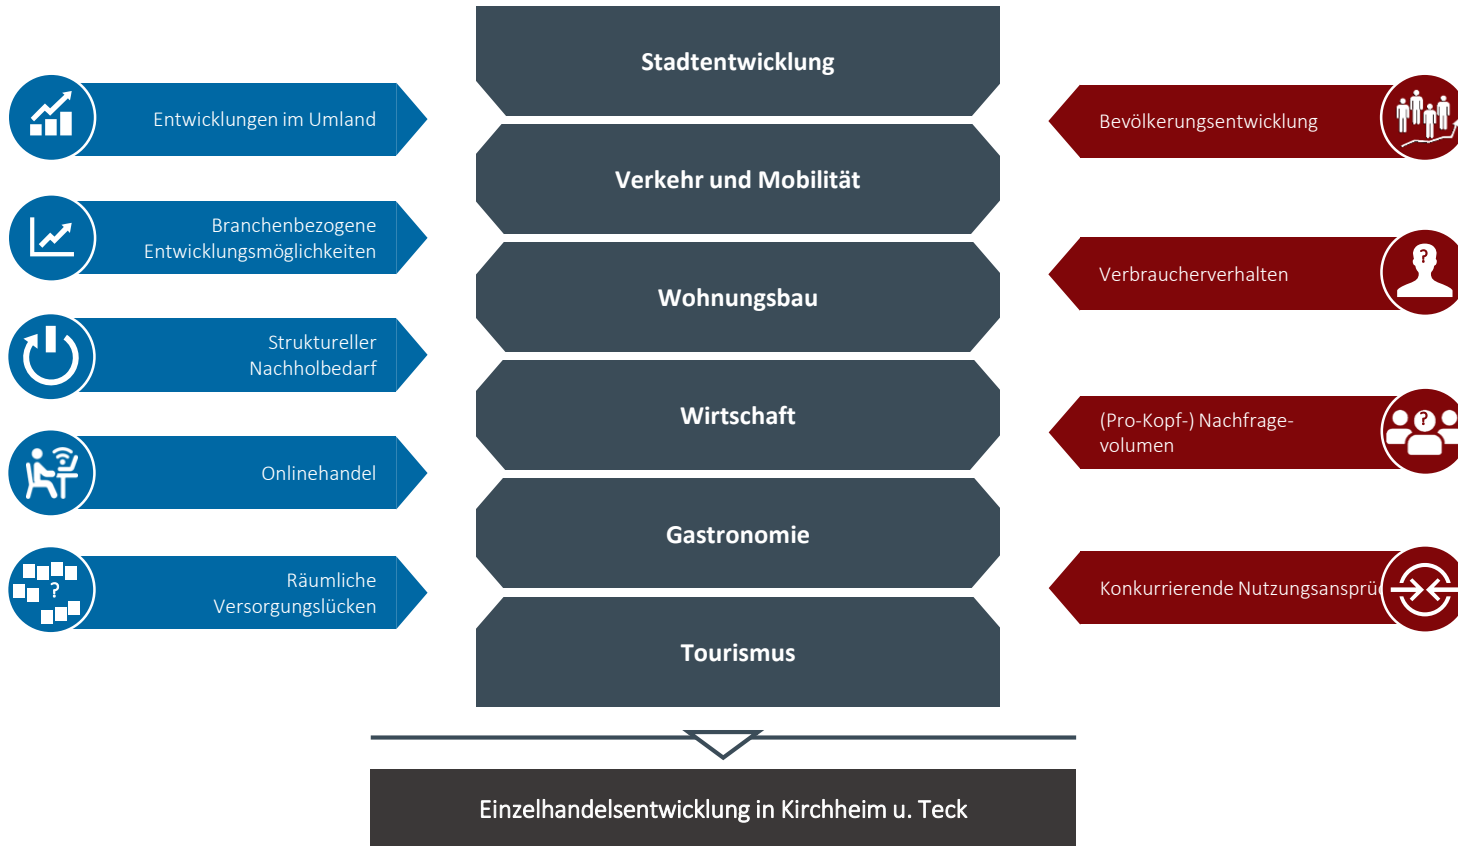 Stadtentwicklung
Verkehr und Mobilität
Wohnungsbau
Wirtschaft
Gastronomie
Tourismus
Entwicklungen im Umland
Branchenbezogene
Entwicklungsmöglichkeiten
Struktureller
Nachholbedarf
Onlinehandel
Räumliche
Versorgungslücken
?
Bevölkerungsentwicklung
Verbraucherverhalten
?
(Pro-Kopf-) Nachfrage-
volumen
?
Konkurrierende
Einzelhandelsentwicklung in Kirchheim u. Teck